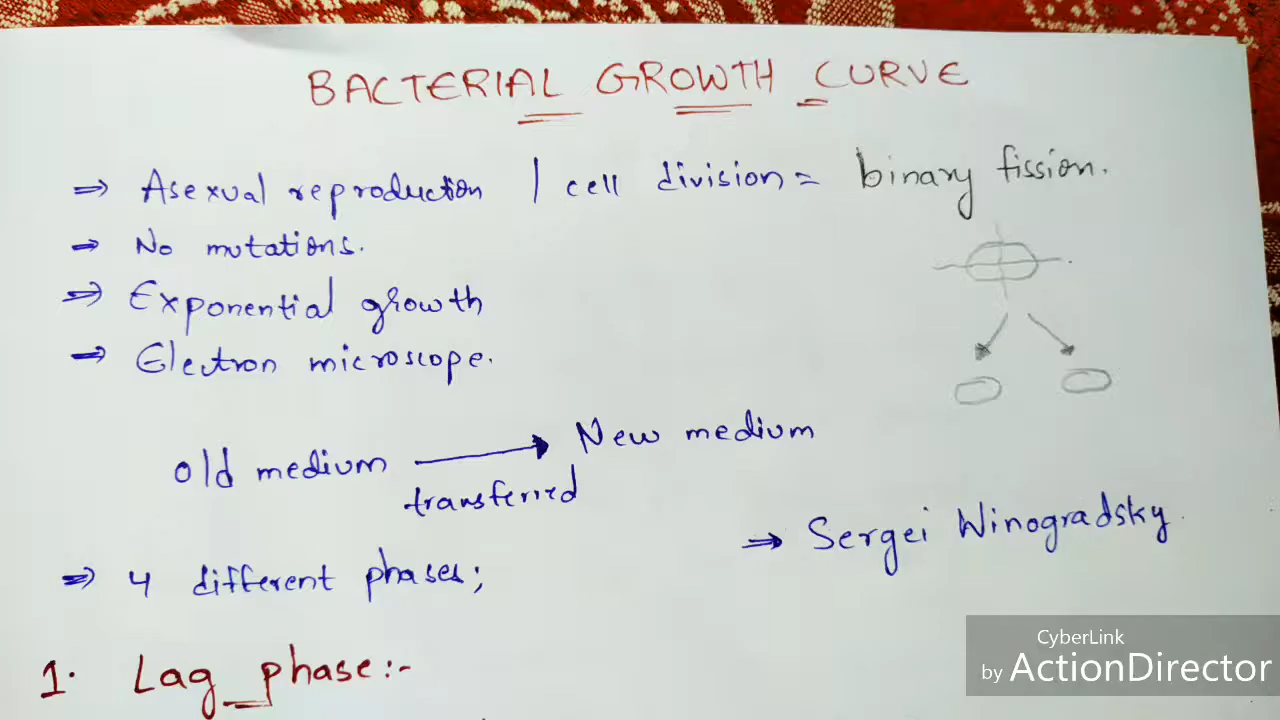 BACTERIAL GROWTH CURVE
⇒ Asexual reproduction / cell division = binary fission.
→ No mutations.
⇒ Exponential growth
→ Electron microscope.
Old medium → New medium
transferred
⇒ Sergei Winogradsky.
⇒ 4 different phases;
1. Lag phase:-
CyberLink
by ActionDirector